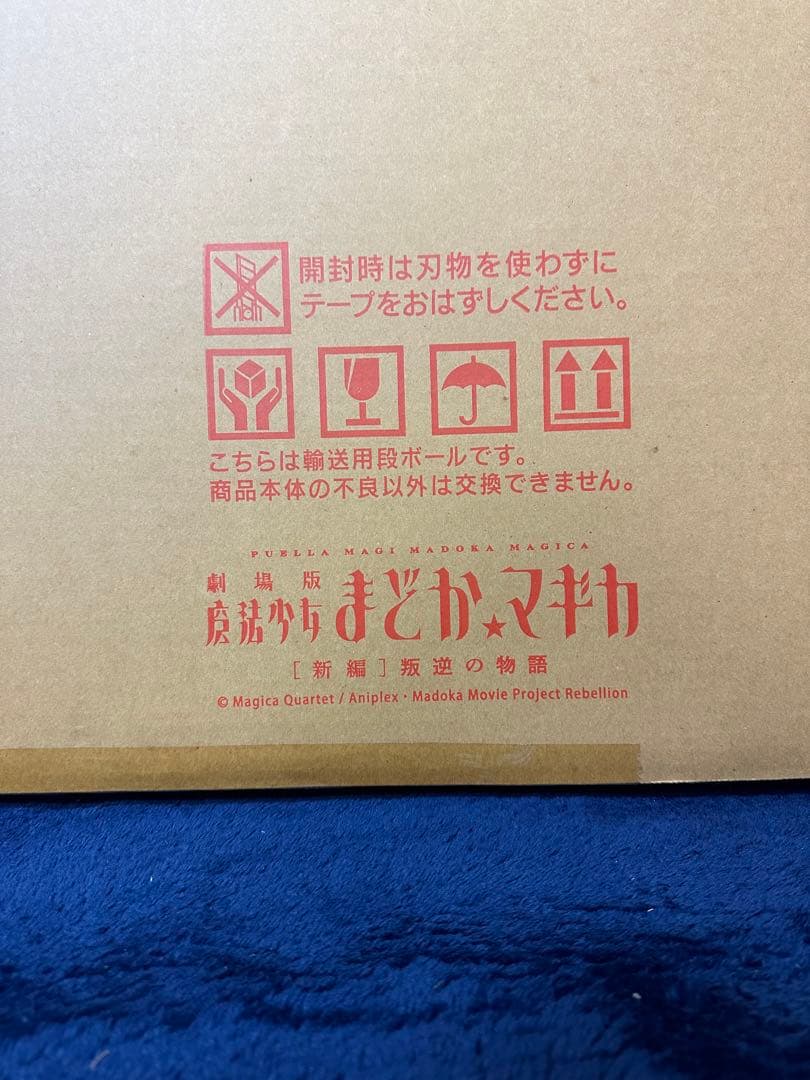 開封時は刃物を使わずに
テープをおはずしください。
こちらは輸送用段ボールです。
商品本体の不良以外は交換できません。
PUELLA MAGI MADOKA MAGICA
劇場版
魔法少女まどか★マギカ
［新編］叛逆の物語
© Magica Quartet / Aniplex・Madoka Movie Project Rebellion